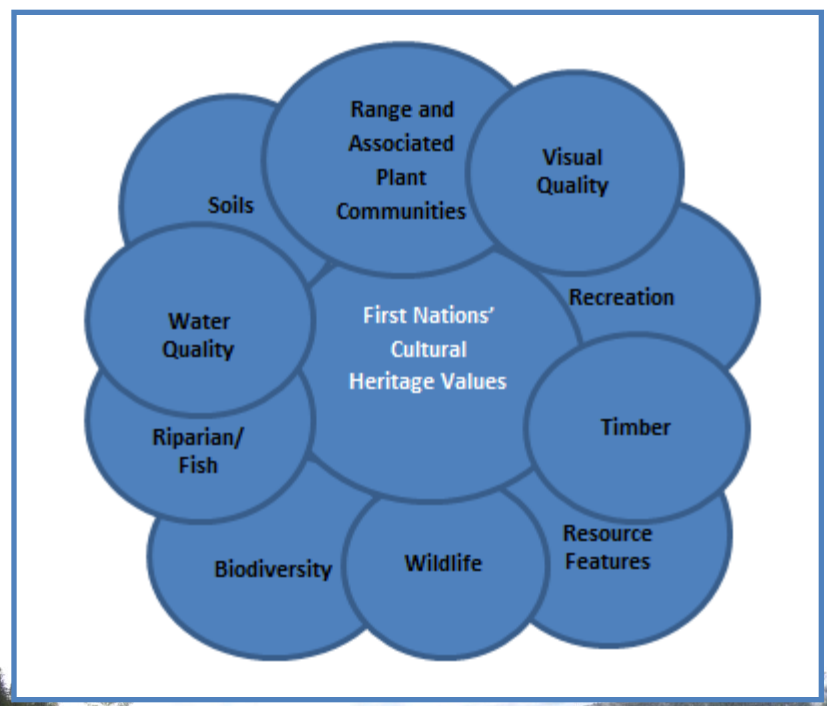 Range and
Associated
Plant
Communities
Visual
Quality
Soils
Recreation
First Nations’
Cultural
Heritage Values
Water
Quality
Timber
Riparian/
Fish
Resource
Features
Biodiversity
Wildlife